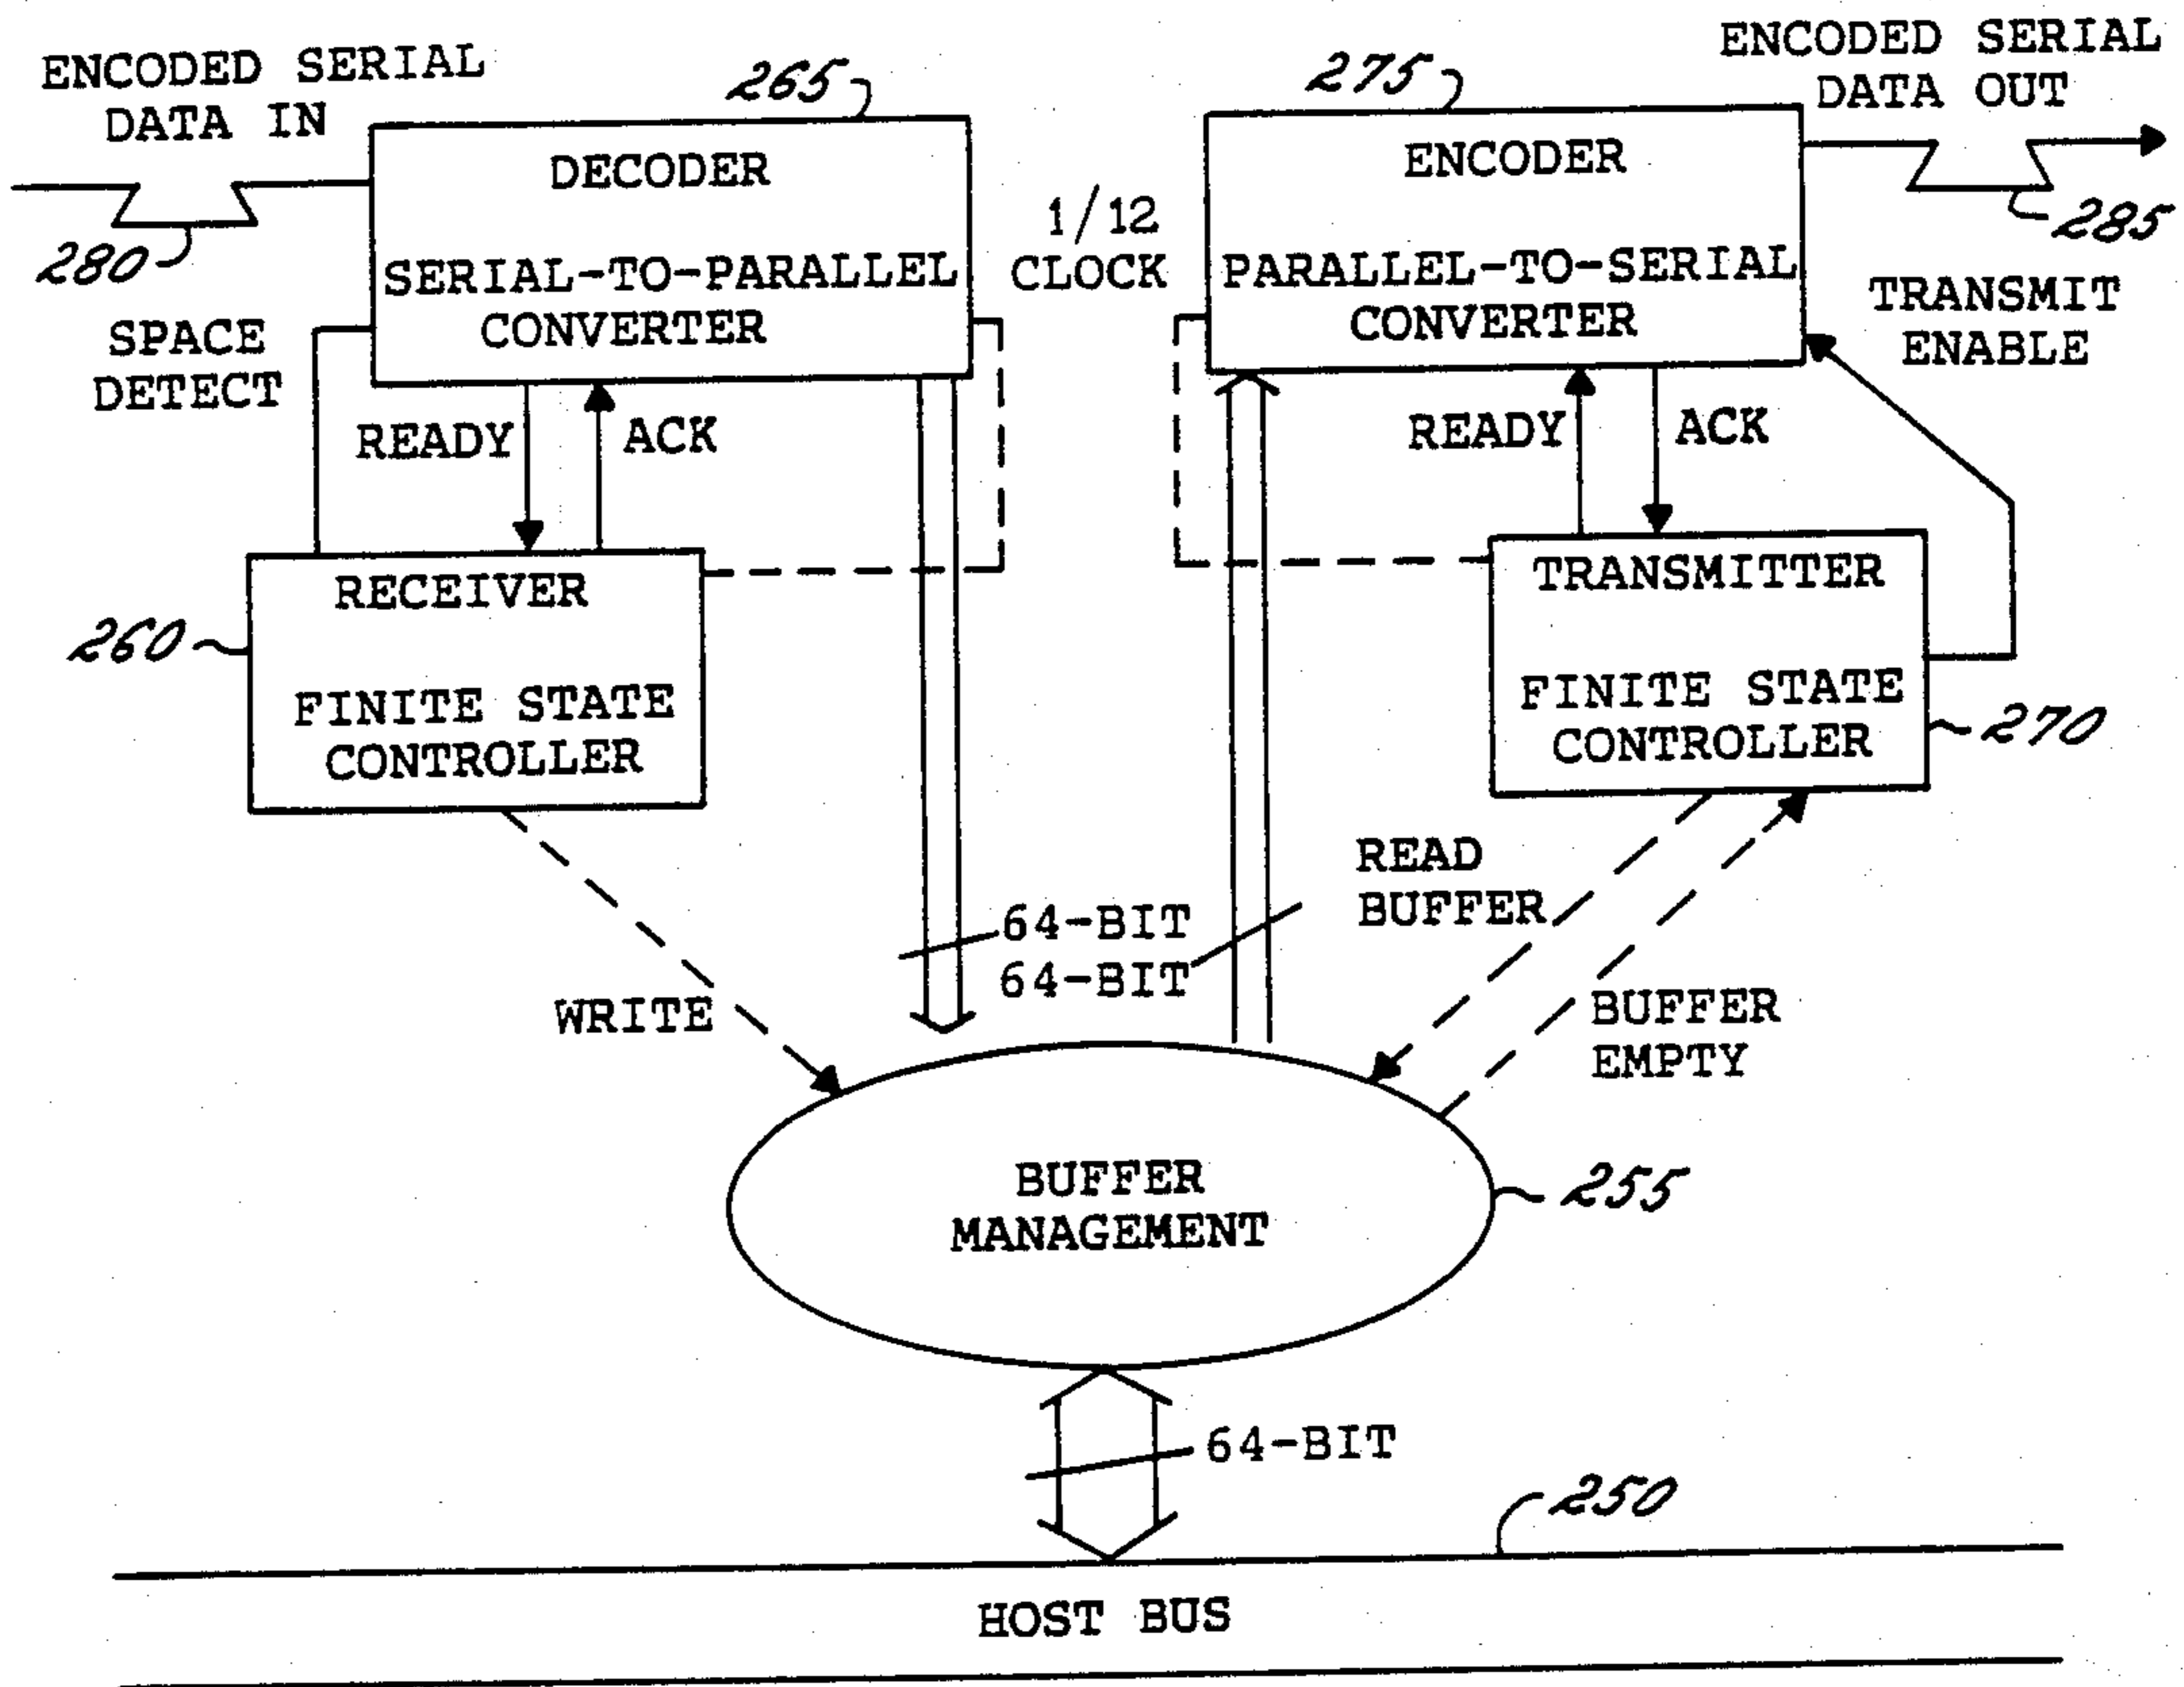 ENCODED SERIAL
DATA IN
265
275
ENCODED SERIAL
DATA OUT
DECODER
SERIAL-TO-PARALLEL
CONVERTER
1/12
CLOCK
ENCODER
PARALLEL-TO-SERIAL
CONVERTER
280
285
SPACE
DETECT
TRANSMIT
ENABLE
READY
ACK
READY
ACK
260
RECEIVER
FINITE STATE
CONTROLLER
TRANSMITTER
FINITE STATE
CONTROLLER
270
WRITE
64-BIT
64-BIT
READ
BUFFER
BUFFER
EMPTY
BUFFER
MANAGEMENT
255
64-BIT
250
HOST BUS